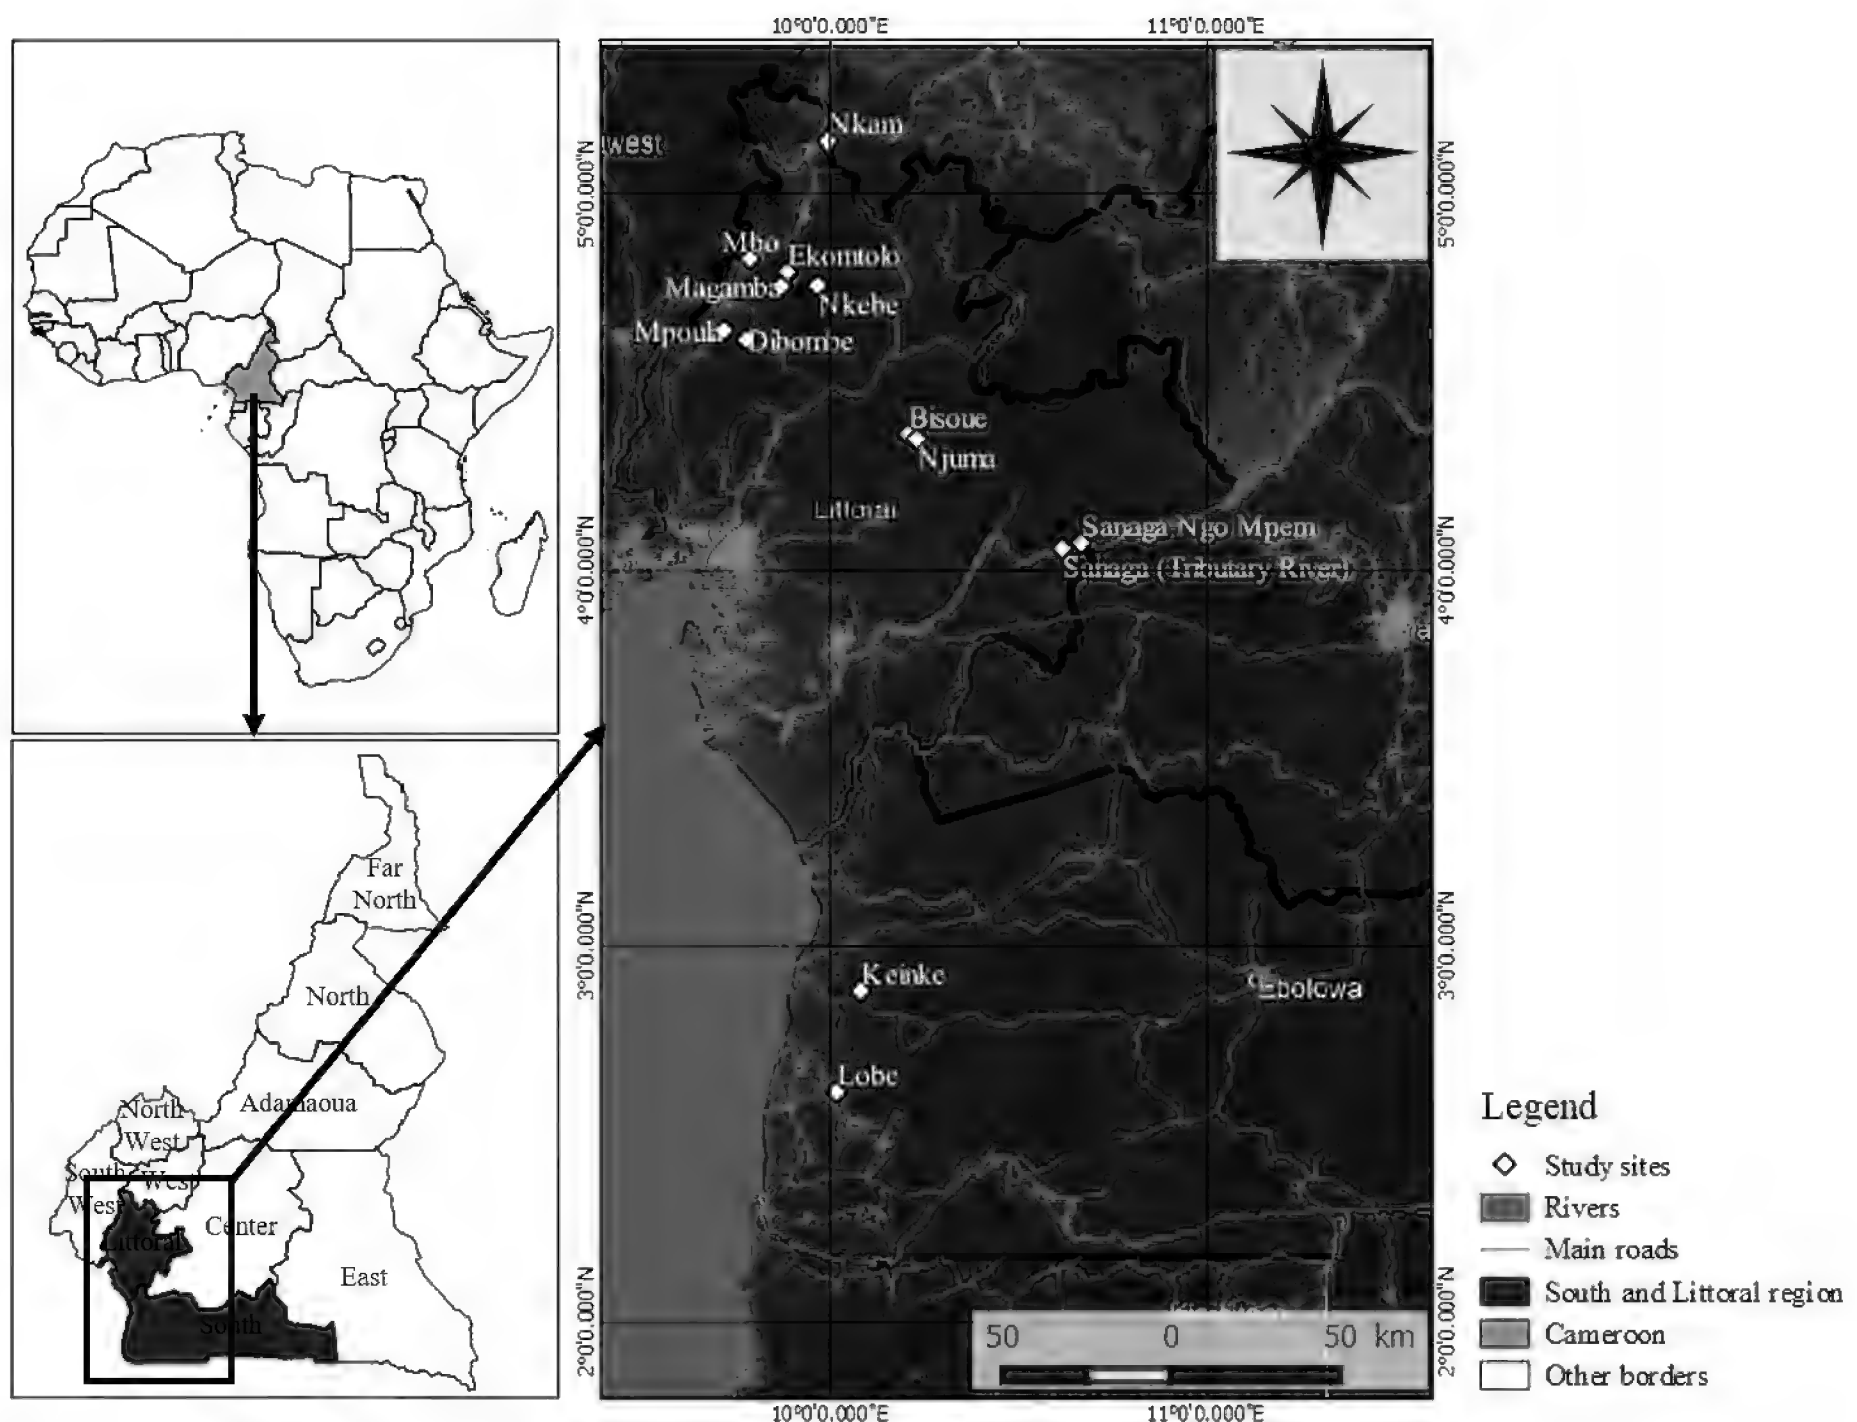 10°0'0.000"E
11°0'0.000"E
5°0'0.000"N
5°0'0.000"N
4°0'0.000"N
4°0'0.000"N
3°0'0.000"N
3°0'0.000"N
2°0'0.000"N
2°0'0.000"N
10°0'0.000"E
11°0'0.000"E
west
Nkam
Mbo
Ekomtolo
Magamba
Nkebe
Dibombe
Bisoue
Njuma
Littoral
Sanaga Ngo Mpem
Sanaga (Tributary River)
Keinke
Ebolowa
Lobe
50 0 50 km
Far
North
North
Adamaoua
North
West
South
West
West
Center
Littoral
East
South
Legend
Study sites
Rivers
Main roads
South and Littoral region
Cameroon
Other borders